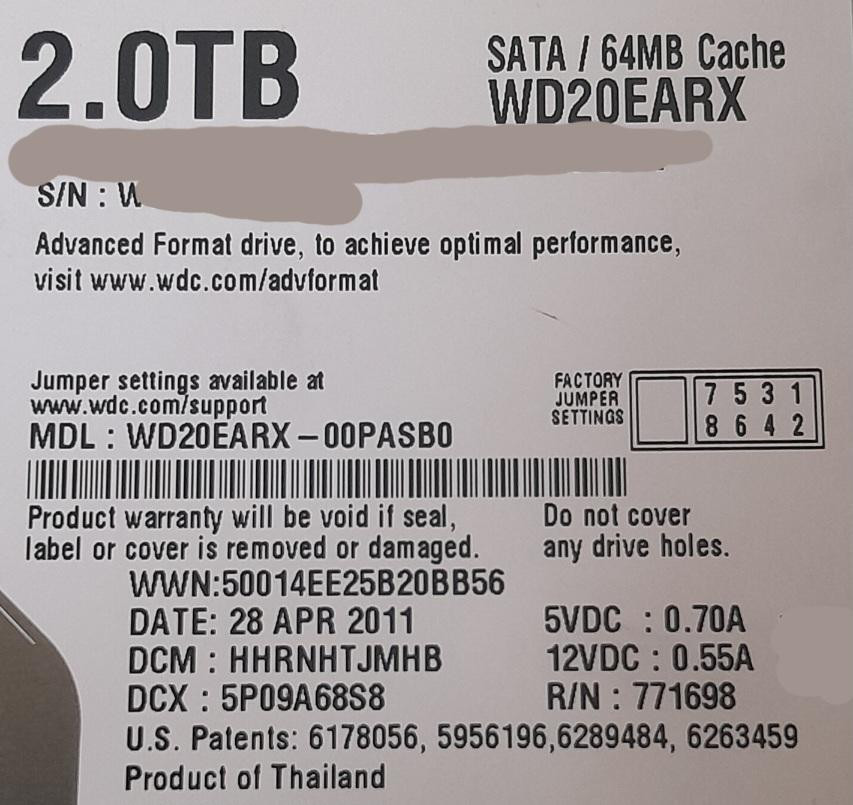 2.0TB
SATA / 64MB Cache
WD20EARX
S/N : W
Advanced Format drive, to achieve optimal performance,
visit www.wdc.com/advformat
Jumper settings available at
www.wdc.com/support
FACTORY
JUMPER
SETTINGS
7 5 3 1
8 6 4 2
MDL : WD20EARX – 00PASB0
Product warranty will be void if seal,
label or cover is removed or damaged.
Do not cover
any drive holes.
WWN:50014EE25B20BB56
DATE: 28 APR 2011
5VDC : 0.70A
DCM : HHRNHTJMHB
12VDC : 0.55A
DCX : 5P09A68S8
R/N : 771698
U.S. Patents: 6178056, 5956196,6289484, 6263459
Product of Thailand